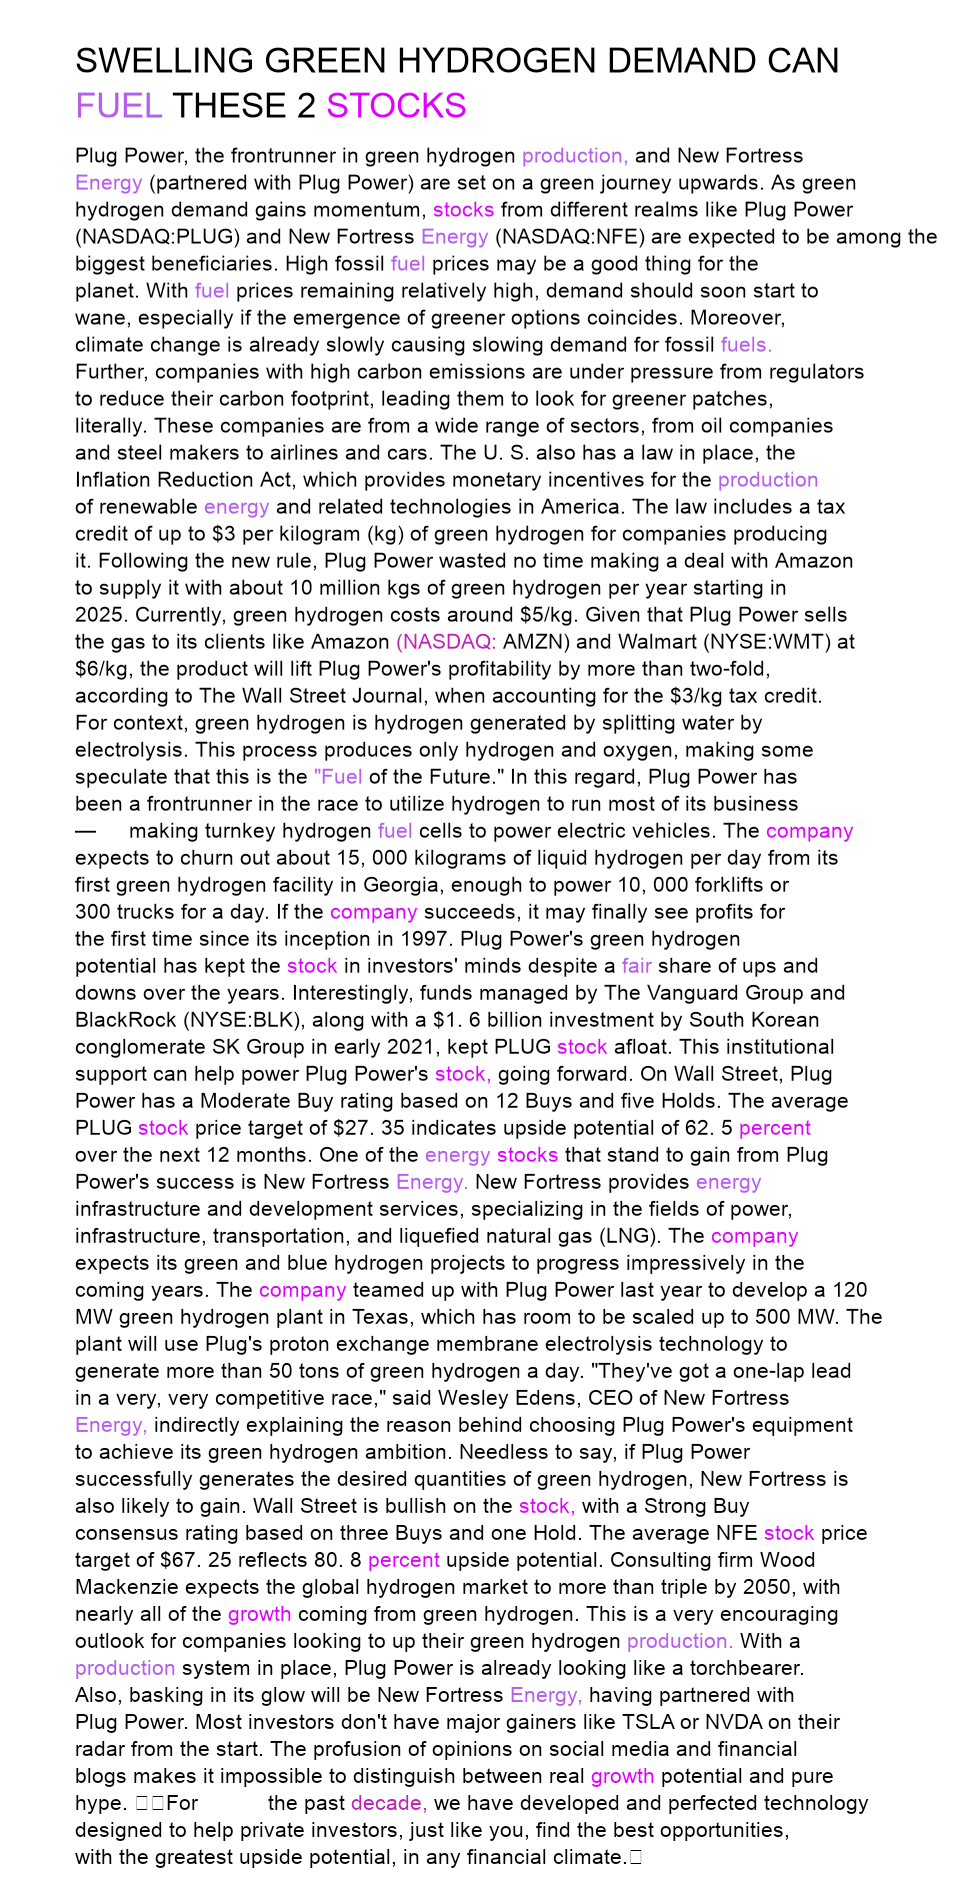 SWELLING GREEN HYDROGEN DEMAND CAN
FUEL THESE 2 STOCKS
Plug Power, the frontrunner in green hydrogen production, and New Fortress
Energy (partnered with Plug Power) are set on a green journey upwards. As green
hydrogen demand gains momentum, stocks from different realms like Plug Power
(NASDAQ:PLUG) and New Fortress Energy (NASDAQ:NFE) are expected to be among the
biggest beneficiaries. High fossil fuel prices may be a good thing for the
planet. With fuel prices remaining relatively high, demand should soon start to
wane, especially if the emergence of greener options coincides. Moreover,
climate change is already slowly causing slowing demand for fossil fuels.
Further, companies with high carbon emissions are under pressure from regulators
to reduce their carbon footprint, leading them to look for greener patches,
literally. These companies are from a wide range of sectors, from oil companies
and steel makers to airlines and cars. The U. S. also has a law in place, the
Inflation Reduction Act, which provides monetary incentives for the production
of renewable energy and related technologies in America. The law includes a tax
credit of up to $3 per kilogram (kg) of green hydrogen for companies producing
it. Following the new rule, Plug Power wasted no time making a deal with Amazon
to supply it with about 10 million kgs of green hydrogen per year starting in
2025. Currently, green hydrogen costs around $5/kg. Given that Plug Power sells
the gas to its clients like Amazon (NASDAQ: AMZN) and Walmart (NYSE:WMT) at
$6/kg, the product will lift Plug Power's profitability by more than two-fold,
according to The Wall Street Journal, when accounting for the $3/kg tax credit.
For context, green hydrogen is hydrogen generated by splitting water by
electrolysis. This process produces only hydrogen and oxygen, making some
speculate that this is the "Fuel of the Future." In this regard, Plug Power has
been a frontrunner in the race to utilize hydrogen to run most of its business
— making turnkey hydrogen fuel cells to power electric vehicles. The company
expects to churn out about 15, 000 kilograms of liquid hydrogen per day from its
first green hydrogen facility in Georgia, enough to power 10, 000 forklifts or
300 trucks for a day. If the company succeeds, it may finally see profits for
the first time since its inception in 1997. Plug Power's green hydrogen
potential has kept the stock in investors' minds despite a fair share of ups and
downs over the years. Interestingly, funds managed by The Vanguard Group and
BlackRock (NYSE:BLK), along with a $1. 6 billion investment by South Korean
conglomerate SK Group in early 2021, kept PLUG stock afloat. This institutional
support can help power Plug Power's stock, going forward. On Wall Street, Plug
Power has a Moderate Buy rating based on 12 Buys and five Holds. The average
PLUG stock price target of $27. 35 indicates upside potential of 62. 5 percent
over the next 12 months. One of the energy stocks that stand to gain from Plug
Power's success is New Fortress Energy. New Fortress provides energy
infrastructure and development services, specializing in the fields of power,
infrastructure, transportation, and liquefied natural gas (LNG). The company
expects its green and blue hydrogen projects to progress impressively in the
coming years. The company teamed up with Plug Power last year to develop a 120
MW green hydrogen plant in Texas, which has room to be scaled up to 500 MW. The
plant will use Plug's proton exchange membrane electrolysis technology to
generate more than 50 tons of green hydrogen a day. "They've got a one-lap lead
in a very, very competitive race," said Wesley Edens, CEO of New Fortress
Energy, indirectly explaining the reason behind choosing Plug Power's equipment
to achieve its green hydrogen ambition. Needless to say, if Plug Power
successfully generates the desired quantities of green hydrogen, New Fortress is
also likely to gain. Wall Street is bullish on the stock, with a Strong Buy
consensus rating based on three Buys and one Hold. The average NFE stock price
target of $67. 25 reflects 80. 8 percent upside potential. Consulting firm Wood
Mackenzie expects the global hydrogen market to more than triple by 2050, with
nearly all of the growth coming from green hydrogen. This is a very encouraging
outlook for companies looking to up their green hydrogen production. With a
production system in place, Plug Power is already looking like a torchbearer.
Also, basking in its glow will be New Fortress Energy, having partnered with
Plug Power. Most investors don't have major gainers like TSLA or NVDA on their
radar from the start. The profusion of opinions on social media and financial
blogs makes it impossible to distinguish between real growth potential and pure
hype. For the past decade, we have developed and perfected technology
designed to help private investors, just like you, find the best opportunities,
with the greatest upside potential, in any financial climate.